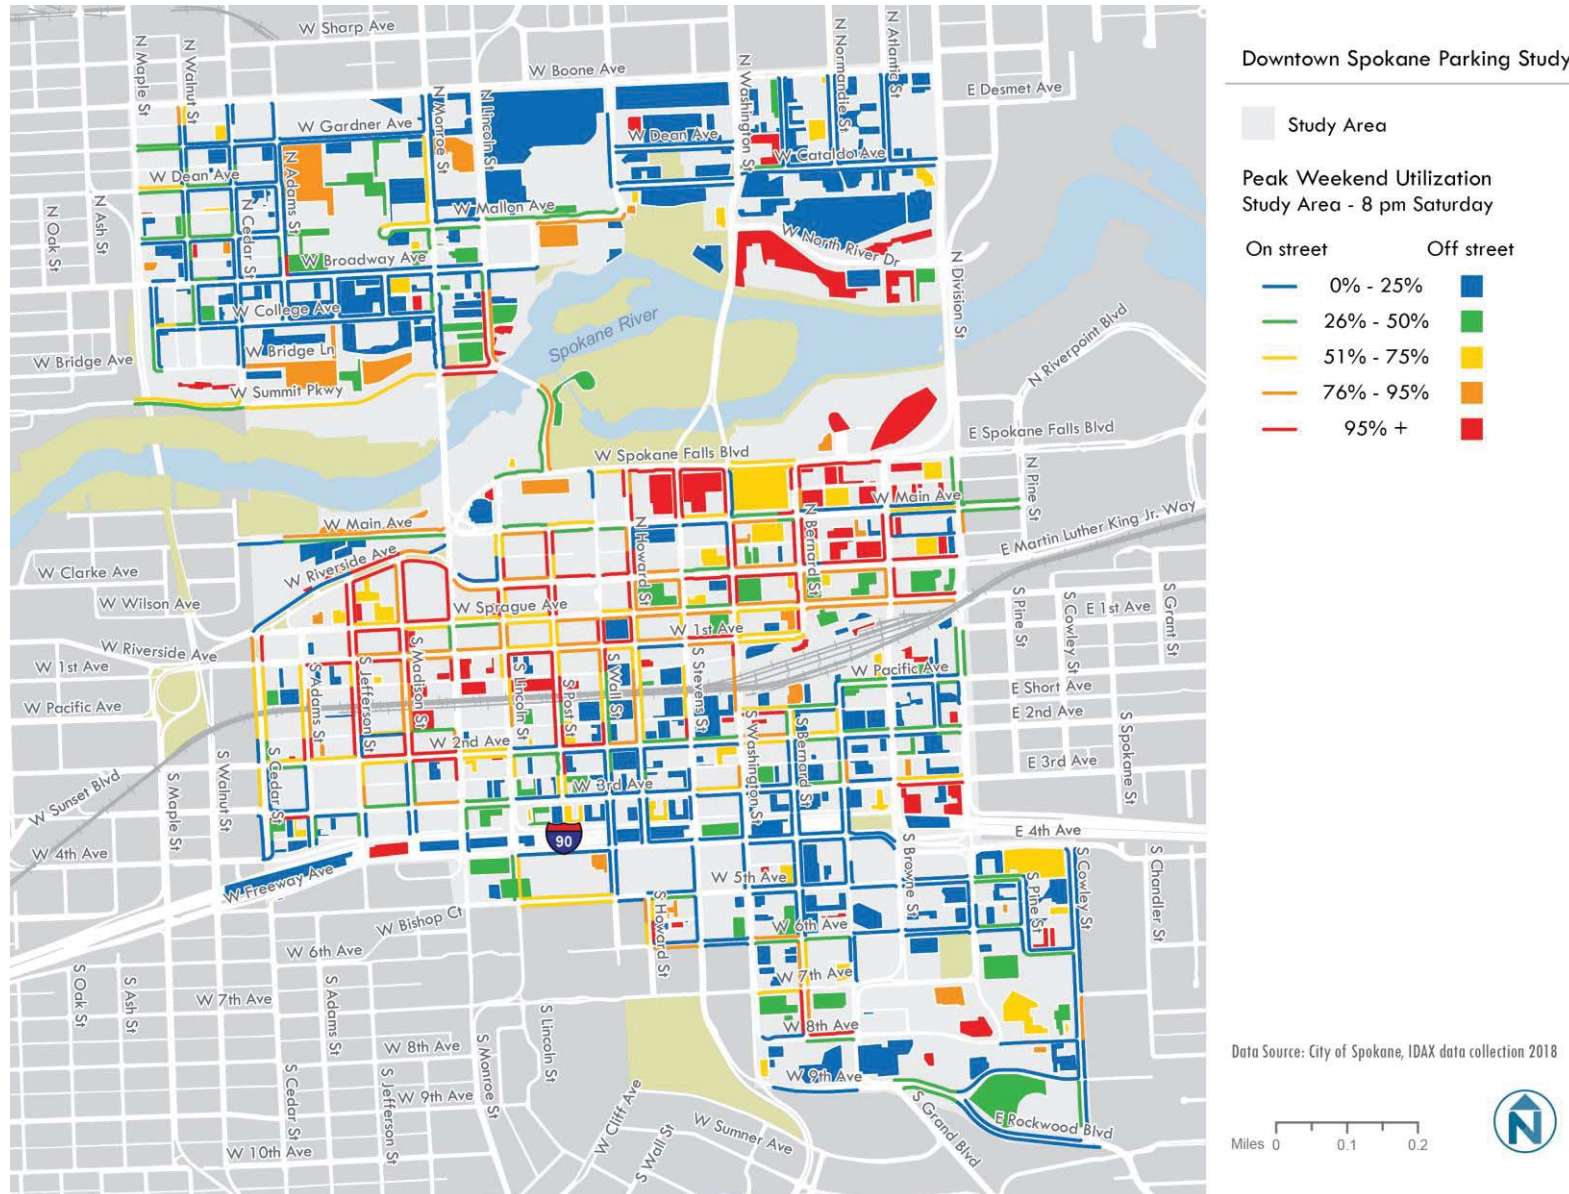 W Sharp Ave
N Maple St
N Walnut St
W Boone Ave
N Washington St
N Normandie St
N Atlantic St
E Desmet Ave
N Monroe St
N Lincoln St
W Gardner Ave
W Dean Ave
W Cataldo Ave
W Dean Ave
N Adams St
N Cedar St
N Ash St
N Oak St
W Mallon Ave
W North River Dr
W Broadway Ave
N Division St
W College Ave
Spokane River
W Bridge Ave
W Bridge Ln
N Riverpoint Blvd
W Summit Pkwy
E Spokane Falls Blvd
W Spokane Falls Blvd
N Pine St
W Main Ave
W Main Ave
N Howard St
N Bernard St
E Martin Luther King Jr. Way
W Riverside Ave
W Clarke Ave
W Wilson Ave
W Sprague Ave
E 1st Ave
S Pine St
S Cowley St
S Grant St
W 1st Ave
W Riverside Ave
W 1st Ave
W Pacific Ave
S Adams St
S Jefferson St
S Madison St
S Lincoln St
S Post St
S Wall St
S Stevens St
E Short Ave
W Pacific Ave
E 2nd Ave
S Spokane St
W 2nd Ave
S Washington St
S Bernard St
E 3rd Ave
W 3rd Ave
W Sunset Blvd
S Maple St
S Walnut St
S Cedar St
90
E 4th Ave
W 4th Ave
S Browne St
S Cowley St
S Chandler St
W Freeway Ave
W 5th Ave
S Pine St
S Howard St
W Bishop Ct
W 6th Ave
W 6th Ave
W 7th Ave
S Oak St
S Ash St
W 7th Ave
S Adams St
S Lincoln St
W 8th Ave
W 8th Ave
S Monroe St
W 9th Ave
W 9th Ave
S Cedar St
S Jefferson St
W Cliff Ave
S Wall St
W Sumner Ave
S Grand Blvd
E Rockwood Blvd
W 10th Ave
Downtown Spokane Parking Study
Study Area
Peak Weekend Utilization
Study Area - 8 pm Saturday
On street Off street
0% - 25%
26% - 50%
51% - 75%
76% - 95%
95% +
Data Source: City of Spokane, IDAX data collection 2018
Miles 0 0.1 0.2
N